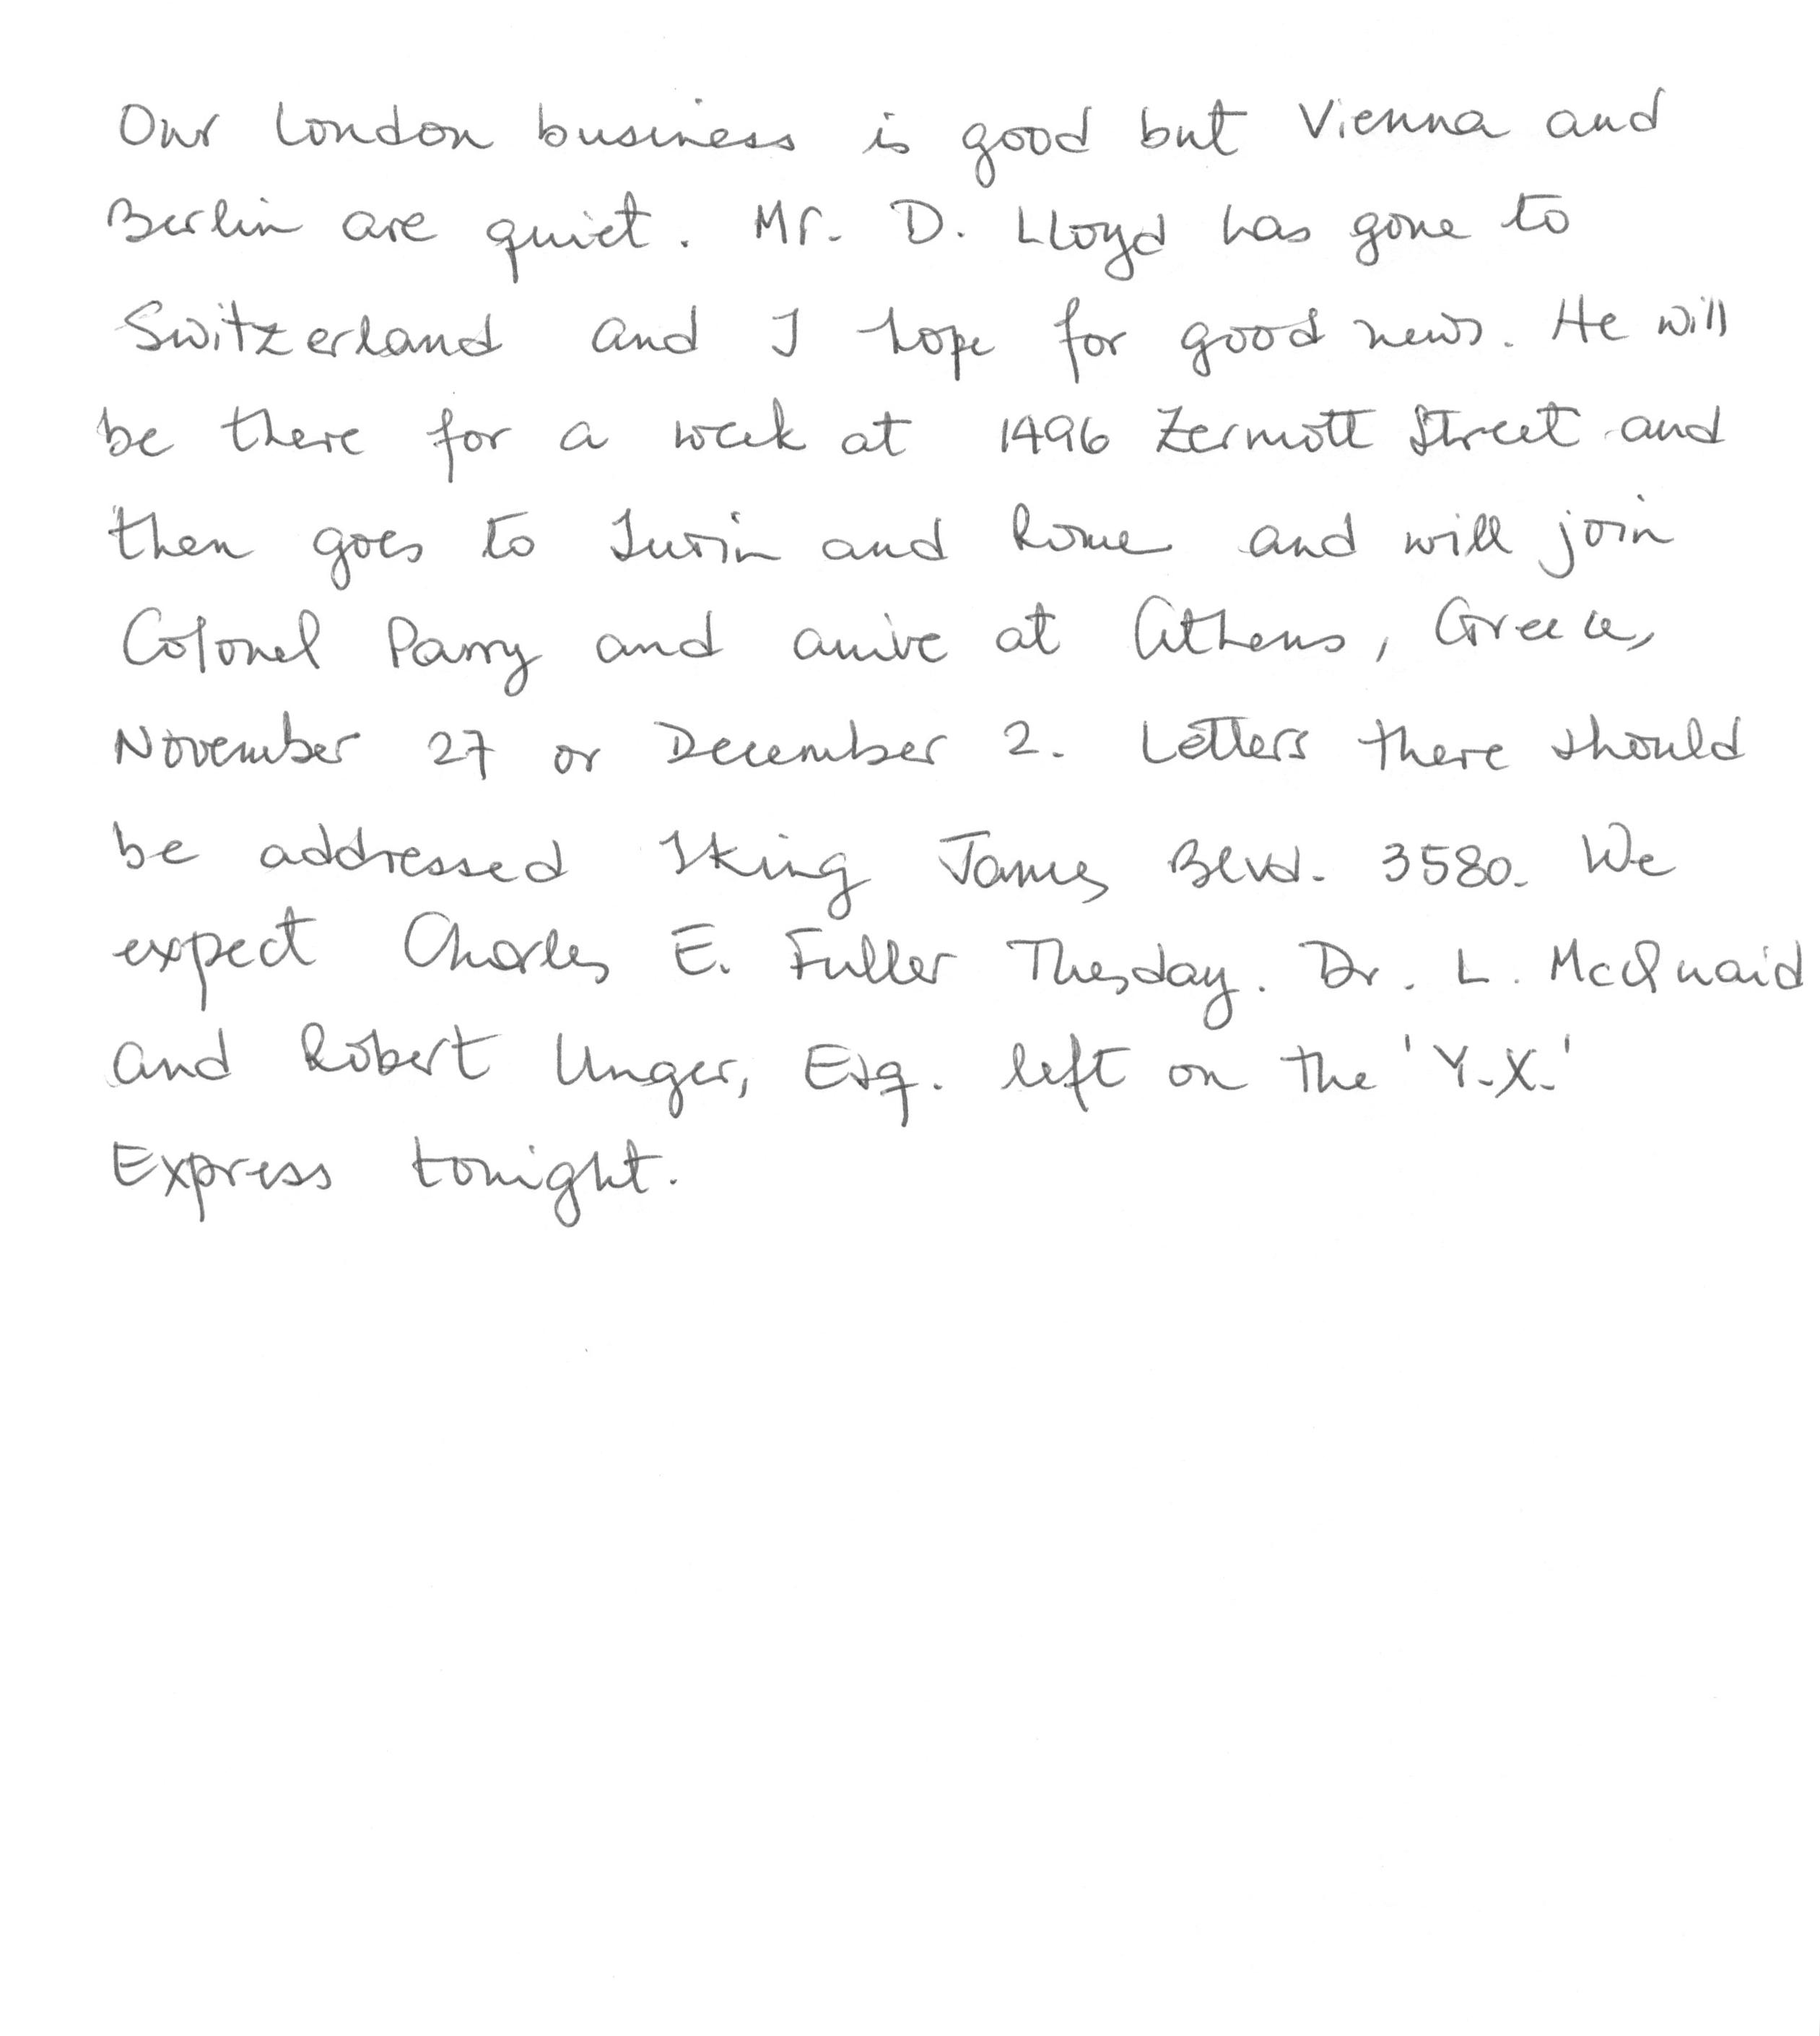 Our London business is good but Vienna and
Berlin are quiet. Mr. D. Lloyd has gone to
Switzerland and I hope for good news. He will
be there for a week at 1496 Zermott Street and
then goes to Turin and Rome and will join
Colonel Parry and arrive at Athens, Greece,
November 27 or December 2. Letters there should
be addressed King James Blvd. 3580. We
expect Charles E. Fuller Tuesday. Dr. L. McQuaid
and Robert Unger, Esq. left on the 'Y.X.'
Express tonight.